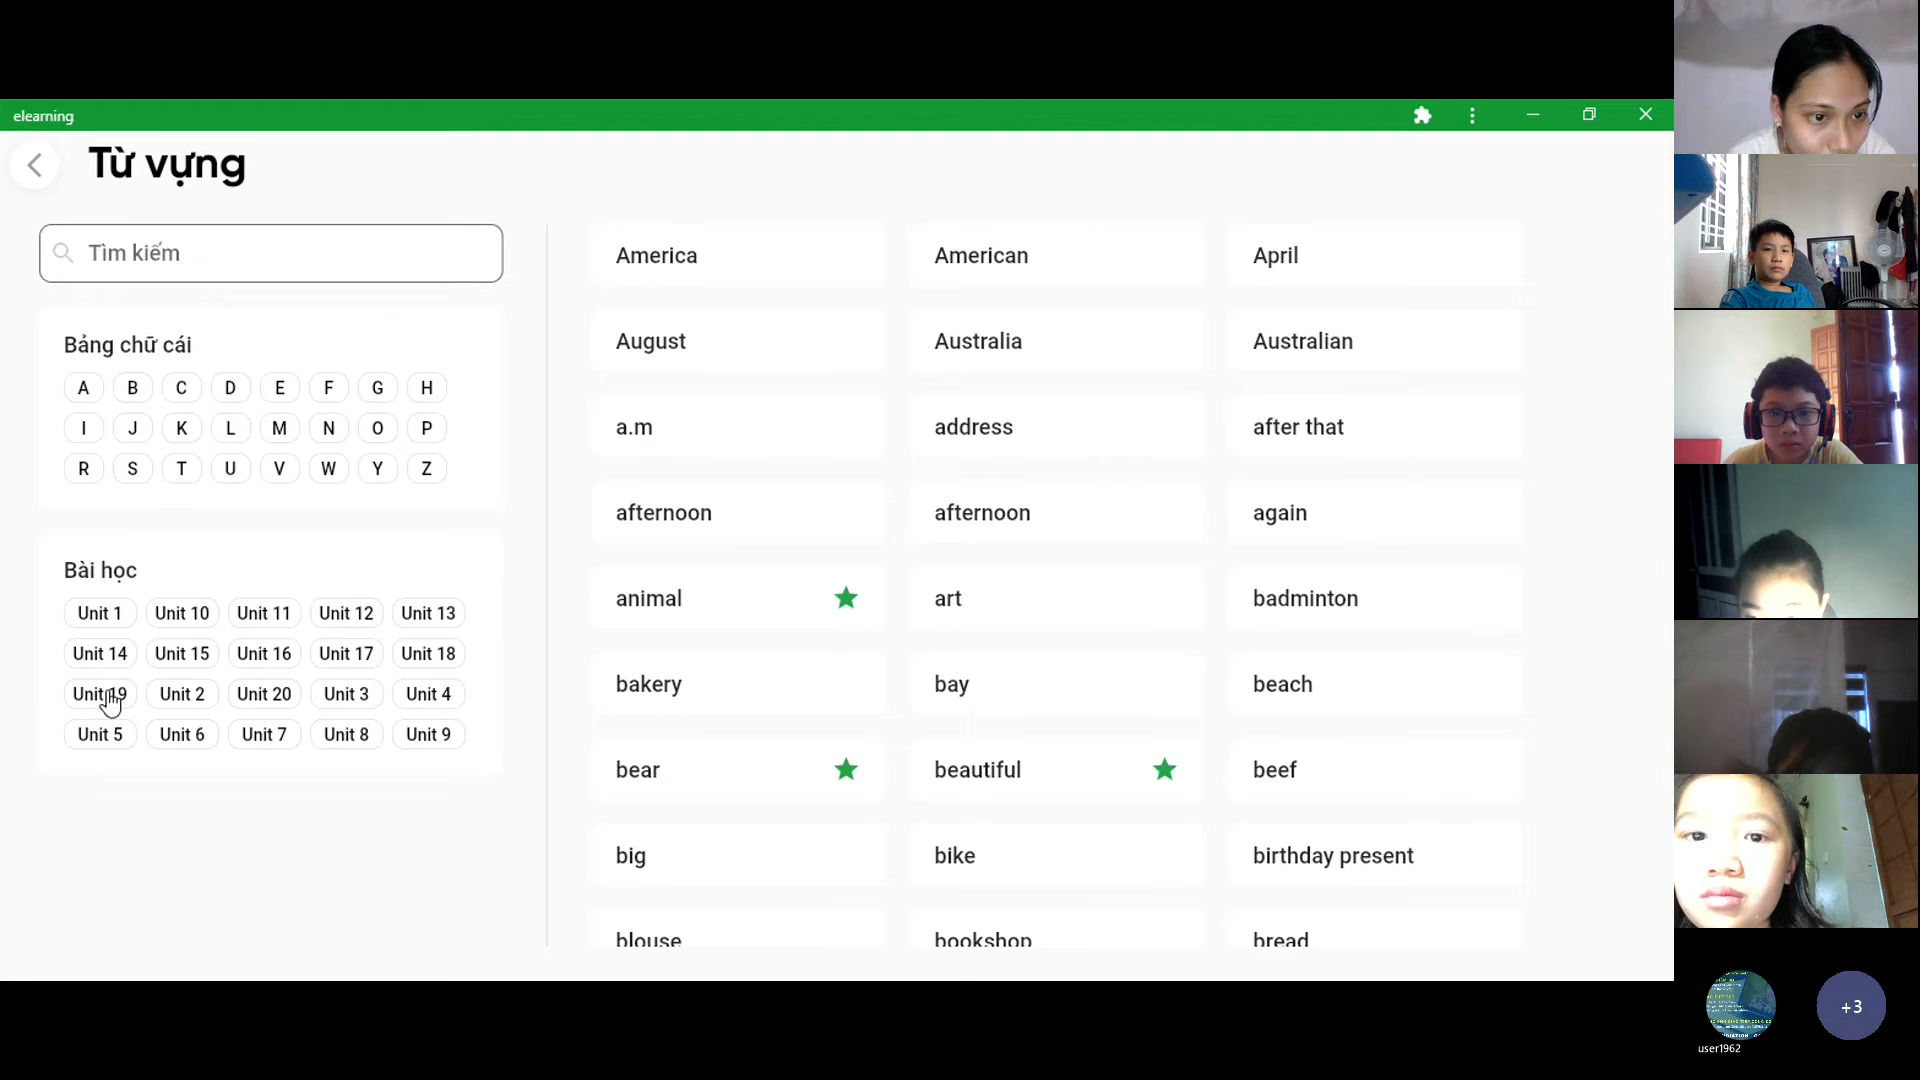 elearning
Từ vựng
Tìm kiếm
Bảng chữ cái
A B C D E F G H
I J K L M N O P
R S T U V W Y Z
Bài học
Unit 1 Unit 10 Unit 11 Unit 12 Unit 13
Unit 14 Unit 15 Unit 16 Unit 17 Unit 18
Unit 19 Unit 2 Unit 20 Unit 3 Unit 4
Unit 5 Unit 6 Unit 7 Unit 8 Unit 9
America American April
August Australia Australian
a.m address after that
afternoon afternoon again
animal art badminton
bakery bay beach
bear beautiful beef
big bike birthday present
blouse bookshop bread
+3
user1962